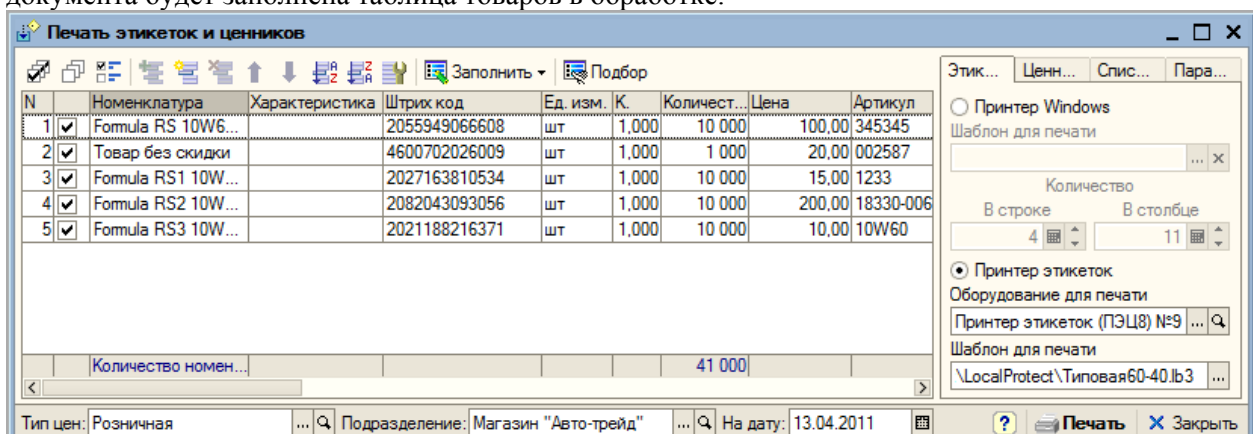 документа будет заполнена таблица товаров в обработке.
Печать этикеток и ценников
Заполнить Подбор
N Номенклатура Характеристика Штрих код Ед. изм. К. Количест... Цена Артикул
1 Formula RS 10W6... 2055949066608 шт 1,000 10 000 100,00 345345
2 Товар без скидки 4600702026009 шт 1,000 1 000 20,00 002587
3 Formula RS1 10W... 2027163810534 шт 1,000 10 000 15,00 1233
4 Formula RS2 10W... 2082043093056 шт 1,000 10 000 200,00 18330-006
5 Formula RS3 10W... 2021188216371 шт 1,000 10 000 10,00 10W60
Количество номен... 41 000
Этик... Ценн... Спис... Пара...
Принтер Windows
Шаблон для печати
...
Количество
В строке В столбце
4 11
Принтер этикеток
Оборудование для печати
Принтер этикеток (ПЭЦ8) №9 ...
Шаблон для печати
\LocalProtect\Типовая60-40.lb3 ...
Тип цен: Розничная ... Подразделение: Магазин "Авто-трейд" ... На дату: 13.04.2011 ? Печать Закрыть